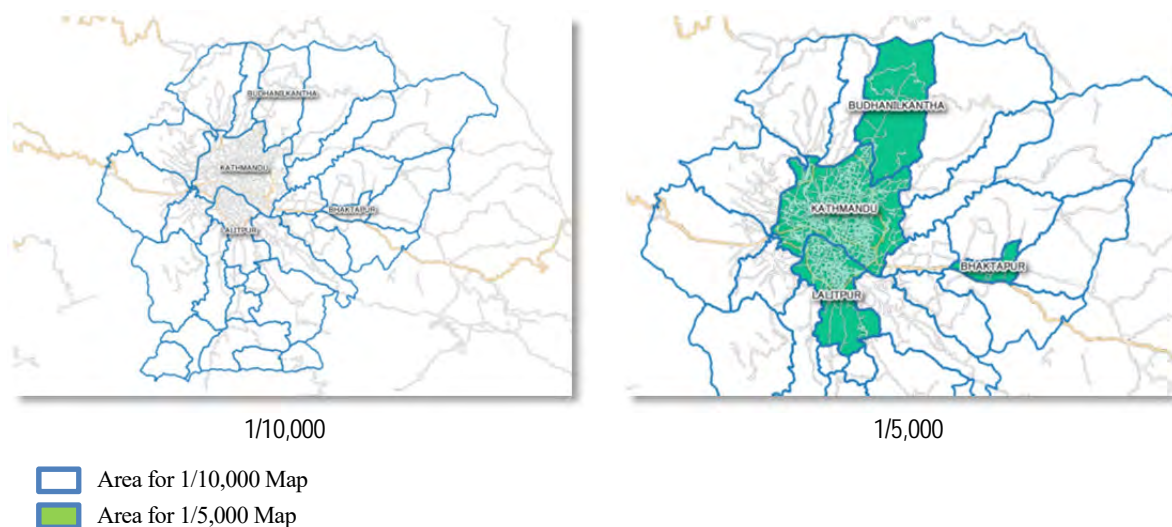 BUDHANILKANTHA
KATHMANDU
BHAKTAPUR
LALITPUR
BUDHANILKANTHA
KATHMANDU
BHAKTAPUR
LALITPUR
1/10,000
1/5,000
Area for 1/10,000 Map
Area for 1/5,000 Map